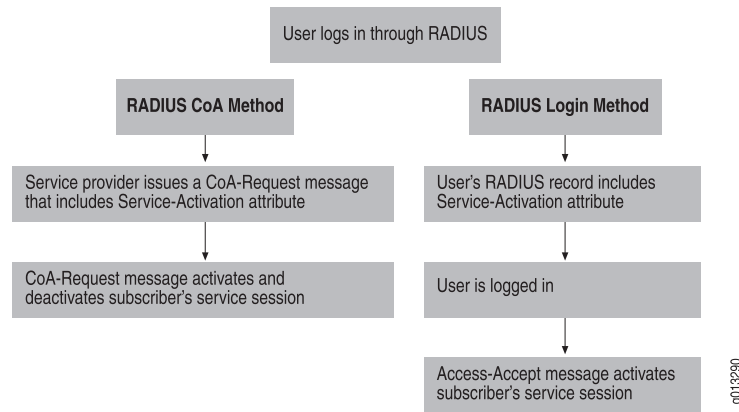 User logs in through RADIUS
RADIUS CoA Method
Service provider issues a CoA-Request message
that includes Service-Activation attribute
CoA-Request message activates and
deactivates subscriber's service session
RADIUS Login Method
User's RADIUS record includes
Service-Activation attribute
User is logged in
Access-Accept message activates
subscriber's service session
g013290